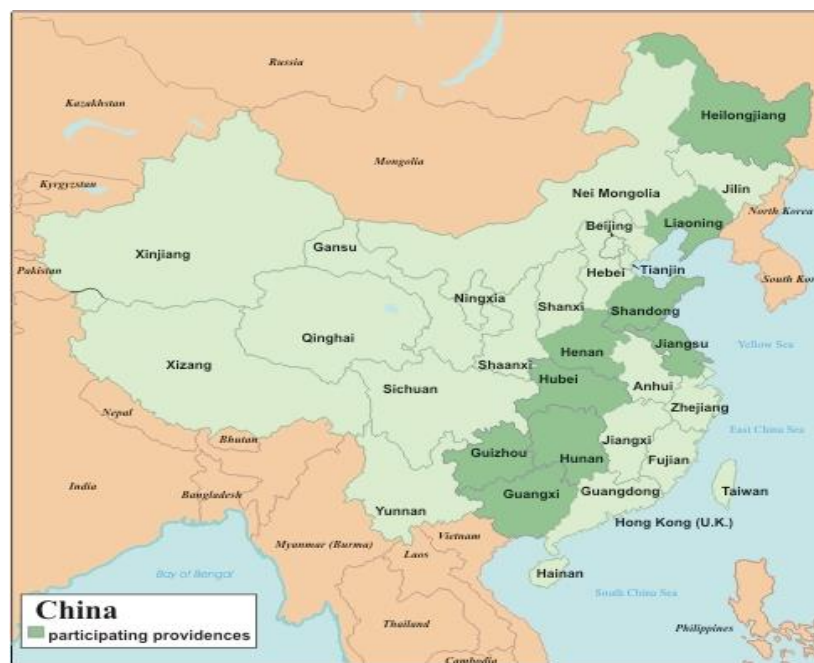 Russia
Kazakhstan
Heilongjiang
Mongolia
Kyrgyzstan
Nei Mongolia
Jilin
North Korea
Beijing
Liaoning
Xinjiang
Gansu
Pakistan
Hebei
Tianjin
South Kor
Ningxia
Shanxi
Shandong
Qinghai
Jiangsu
Yellow Sea
Henan
Xizang
Shaanxi
Hubei
Sichuan
Anhui
Zhejiang
Nepal
East China Sea
Bhutan
Jiangxi
Guizhou
Hunan
Fujian
India
Bangladesh
Guangxi
Guangdong
Taiwan
Yunnan
Hong Kong (U.K.)
Vietnam
Myanmar (Burma)
Laos
Bay of Bengal
Hainan
South China Sea
China
participating providences
Thailand
Philippines
Cambodia